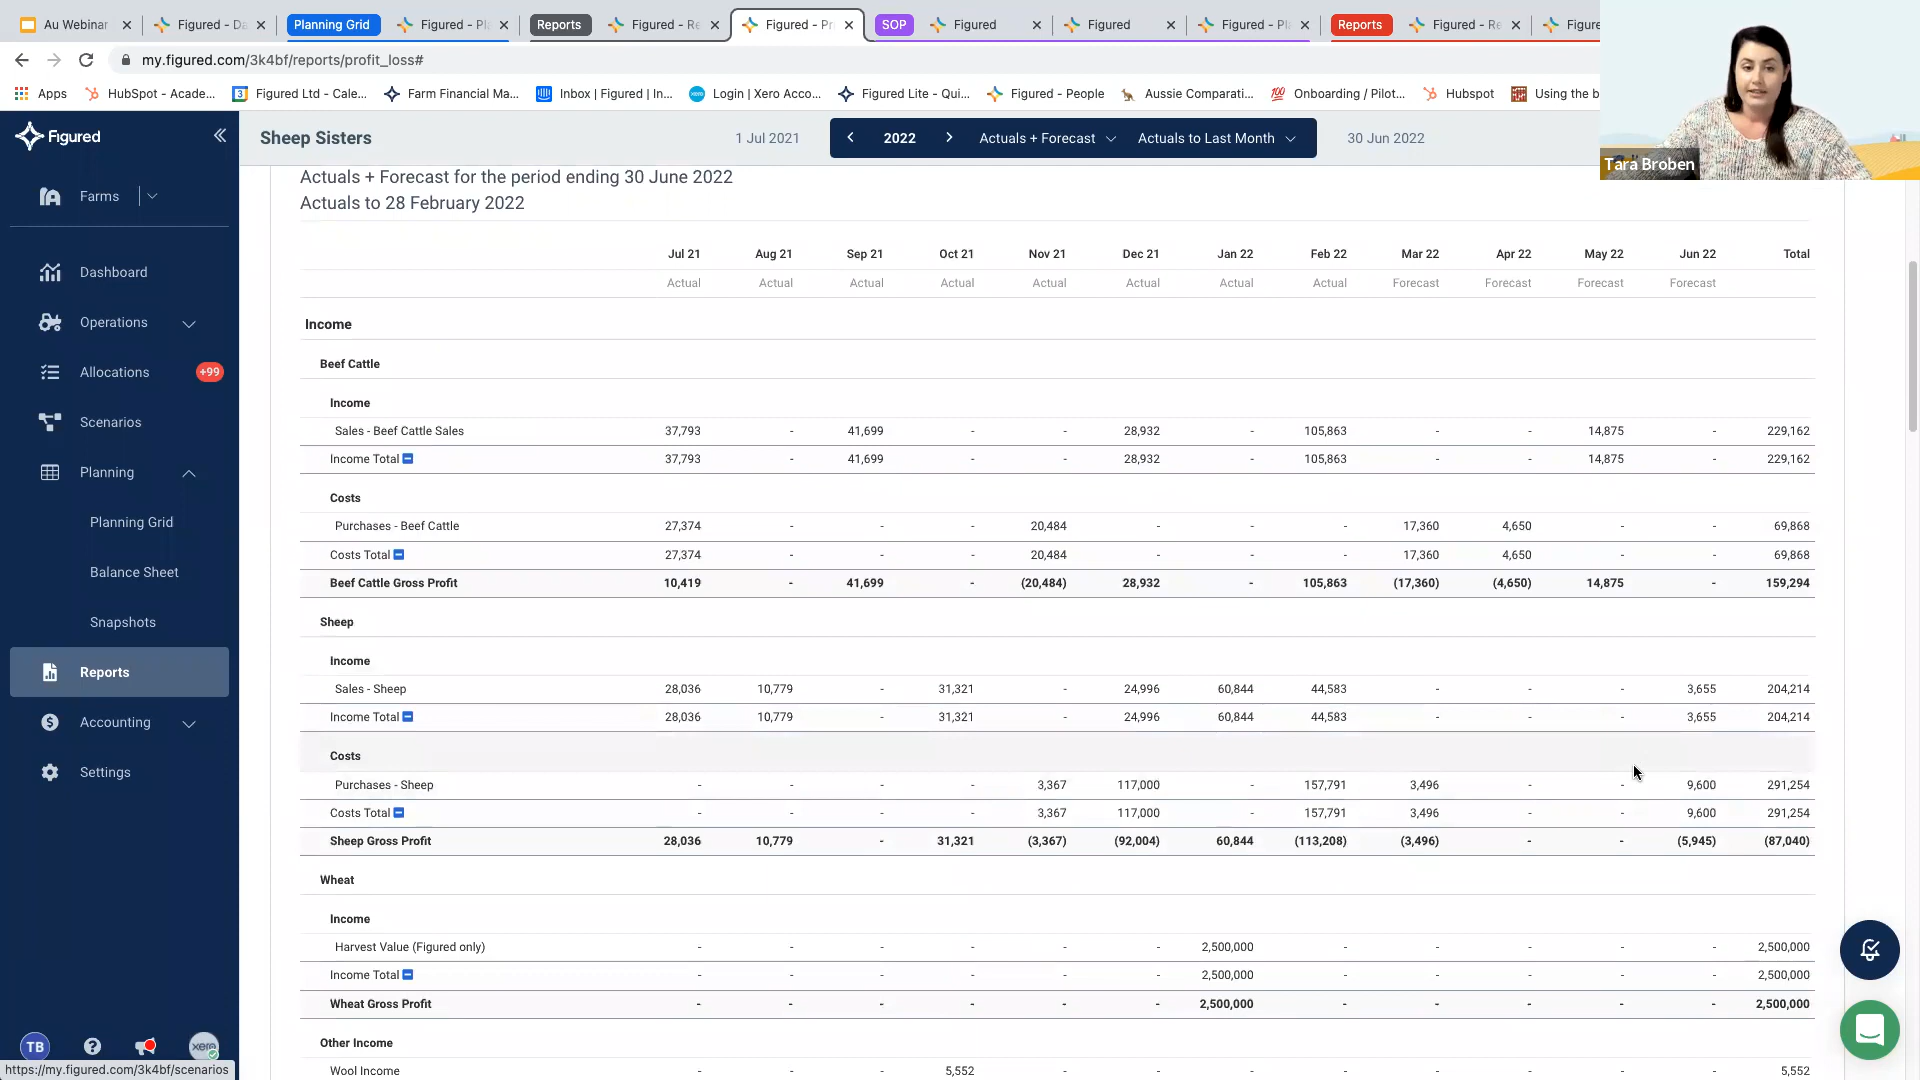 Au Webinar
Figured - Da
Planning Grid
Figured - Pl
Reports
Figured - Re
Figured - Pr
SOP
Figured
Figured
Figured - Pl
Reports
Figured - Re
Figure
my.figured.com/3k4bf/reports/profit_loss#
Apps
HubSpot - Acade...
Figured Ltd - Cale...
Farm Financial Ma...
Inbox | Figured | In...
Login | Xero Acco...
Figured Lite - Qui...
Figured - People
Aussie Comparati...
Onboarding / Pilot...
Hubspot
Using the b
Tara Broben
Figured
Sheep Sisters
1 Jul 2021
2022
Actuals + Forecast
Actuals to Last Month
30 Jun 2022
Farms
Dashboard
Operations
Allocations +99
Scenarios
Planning
Planning Grid
Balance Sheet
Snapshots
Reports
Accounting
Settings
TB
xero
https://my.figured.com/3k4bf/scenarios
Actuals + Forecast for the period ending 30 June 2022
Actuals to 28 February 2022
Jul 21 Aug 21 Sep 21 Oct 21 Nov 21 Dec 21 Jan 22 Feb 22 Mar 22 Apr 22 May 22 Jun 22 Total
Actual Actual Actual Actual Actual Actual Actual Actual Forecast Forecast Forecast Forecast
Income
Beef Cattle
Income
Sales - Beef Cattle Sales 37,793 - 41,699 - - 28,932 - 105,863 - - 14,875 - 229,162
Income Total 37,793 - 41,699 - - 28,932 - 105,863 - - 14,875 - 229,162
Costs
Purchases - Beef Cattle 27,374 - - - 20,484 - - - 17,360 4,650 - - 69,868
Costs Total 27,374 - - - 20,484 - - - 17,360 4,650 - - 69,868
Beef Cattle Gross Profit 10,419 - 41,699 - (20,484) 28,932 - 105,863 (17,360) (4,650) 14,875 - 159,294
Sheep
Income
Sales - Sheep 28,036 10,779 - 31,321 - 24,996 60,844 44,583 - - - 3,655 204,214
Income Total 28,036 10,779 - 31,321 - 24,996 60,844 44,583 - - - 3,655 204,214
Costs
Purchases - Sheep - - - - 3,367 117,000 - 157,791 3,496 - - 9,600 291,254
Costs Total - - - - 3,367 117,000 - 157,791 3,496 - - 9,600 291,254
Sheep Gross Profit 28,036 10,779 - 31,321 (3,367) (92,004) 60,844 (113,208) (3,496) - - (5,945) (87,040)
Wheat
Income
Harvest Value (Figured only) - - - - - - 2,500,000 - - - - - 2,500,000
Income Total - - - - - - 2,500,000 - - - - - 2,500,000
Wheat Gross Profit - - - - - - 2,500,000 - - - - - 2,500,000
Other Income
Wool Income - - - 5,552 - - - - - - - - 5,552